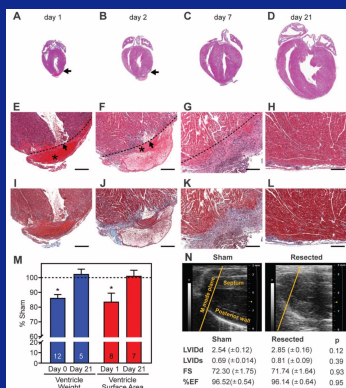 A day 1 B day 2 C day 7 D day 21
E F G H
I J K L
M
% Sham
120
100
80
60
20
0
* *
12 5 8 7
Day 0 Day 21 Day 1 Day 21
Ventricle Weight Ventricle Surface Area
N Sham Resected
M-mode plane
Septum
Posterior wall
p
LVIDd 2.54 (±0.12) 2.85 (±0.16) 0.12
LVIDs 0.69 (±0.014) 0.81 (±0.09) 0.39
FS 72.30 (±1.75) 71.74 (±1.64) 0.93
%EF 96.52(±0.54) 96.14 (±0.64) 0.95